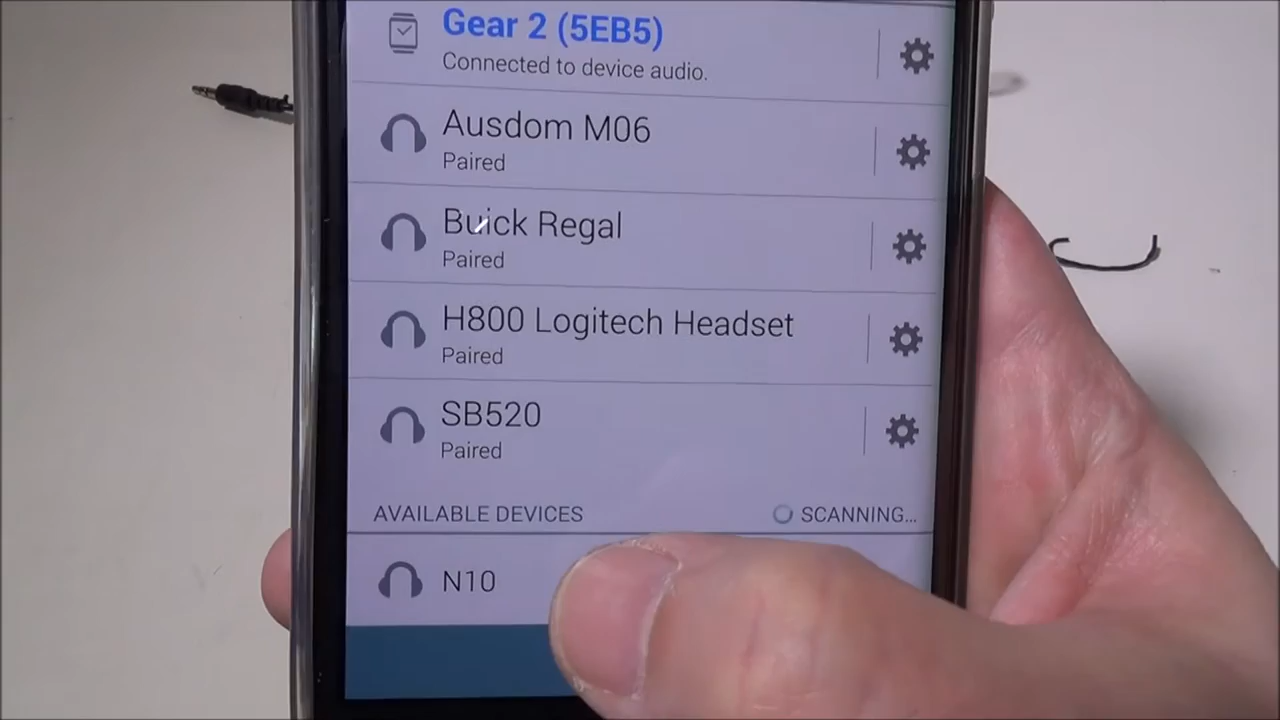 Gear 2 (5EB5)
Connected to device audio.
Ausdom M06
Paired
Buick Regal
Paired
H800 Logitech Headset
Paired
SB520
Paired
AVAILABLE DEVICES SCANNING...
N10